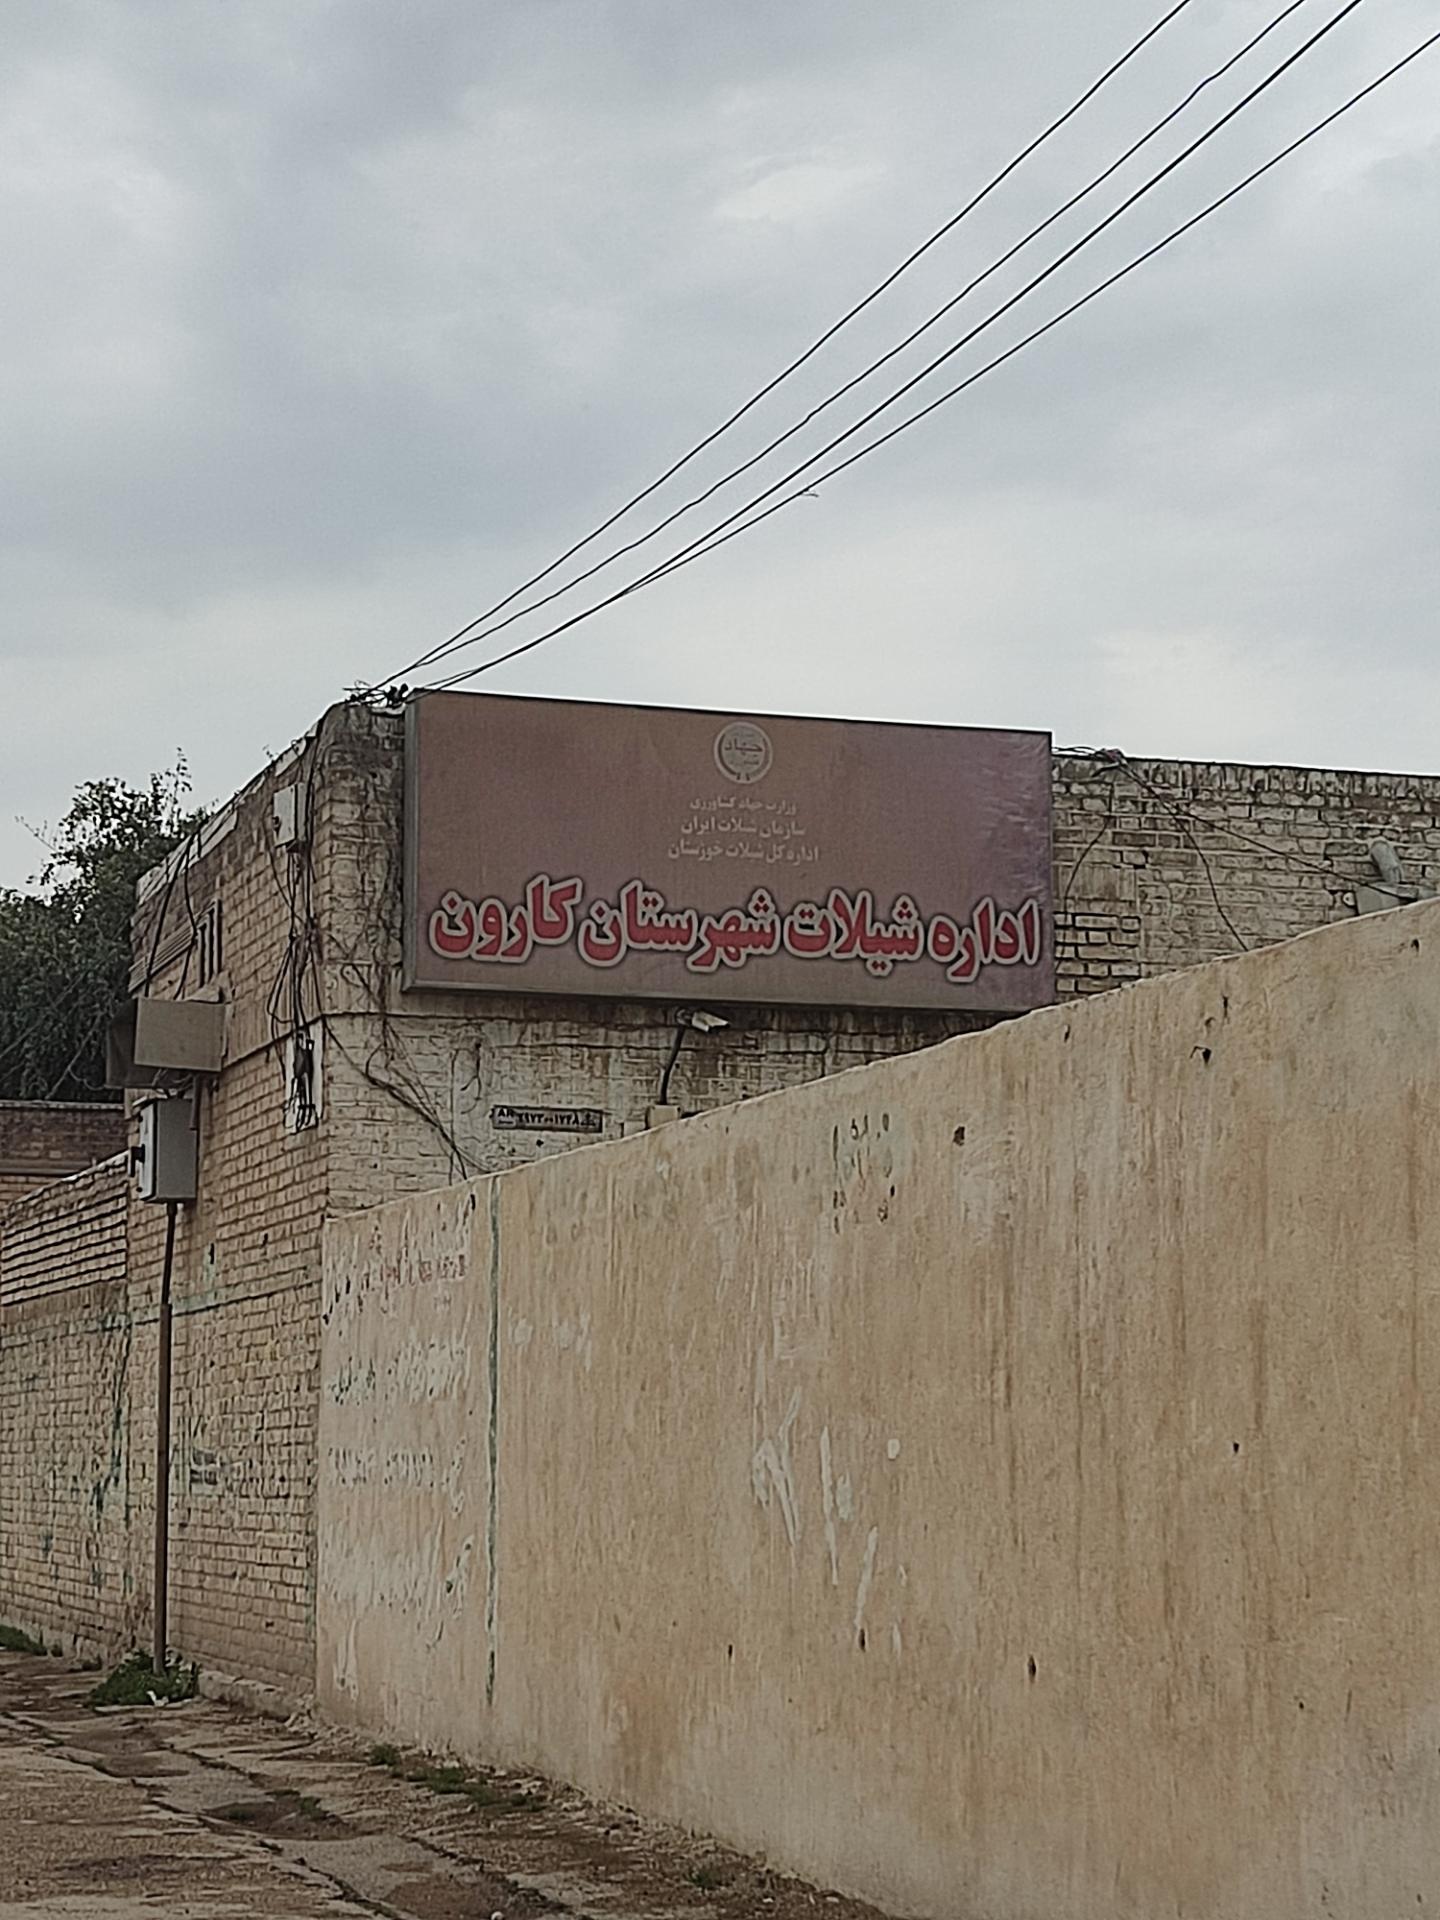 جهاد
وزارت جهاد کشاورزی
سازمان شیلات ایران
اداره کل شیلات خوزستان
اداره شیلات شهرستان کارون